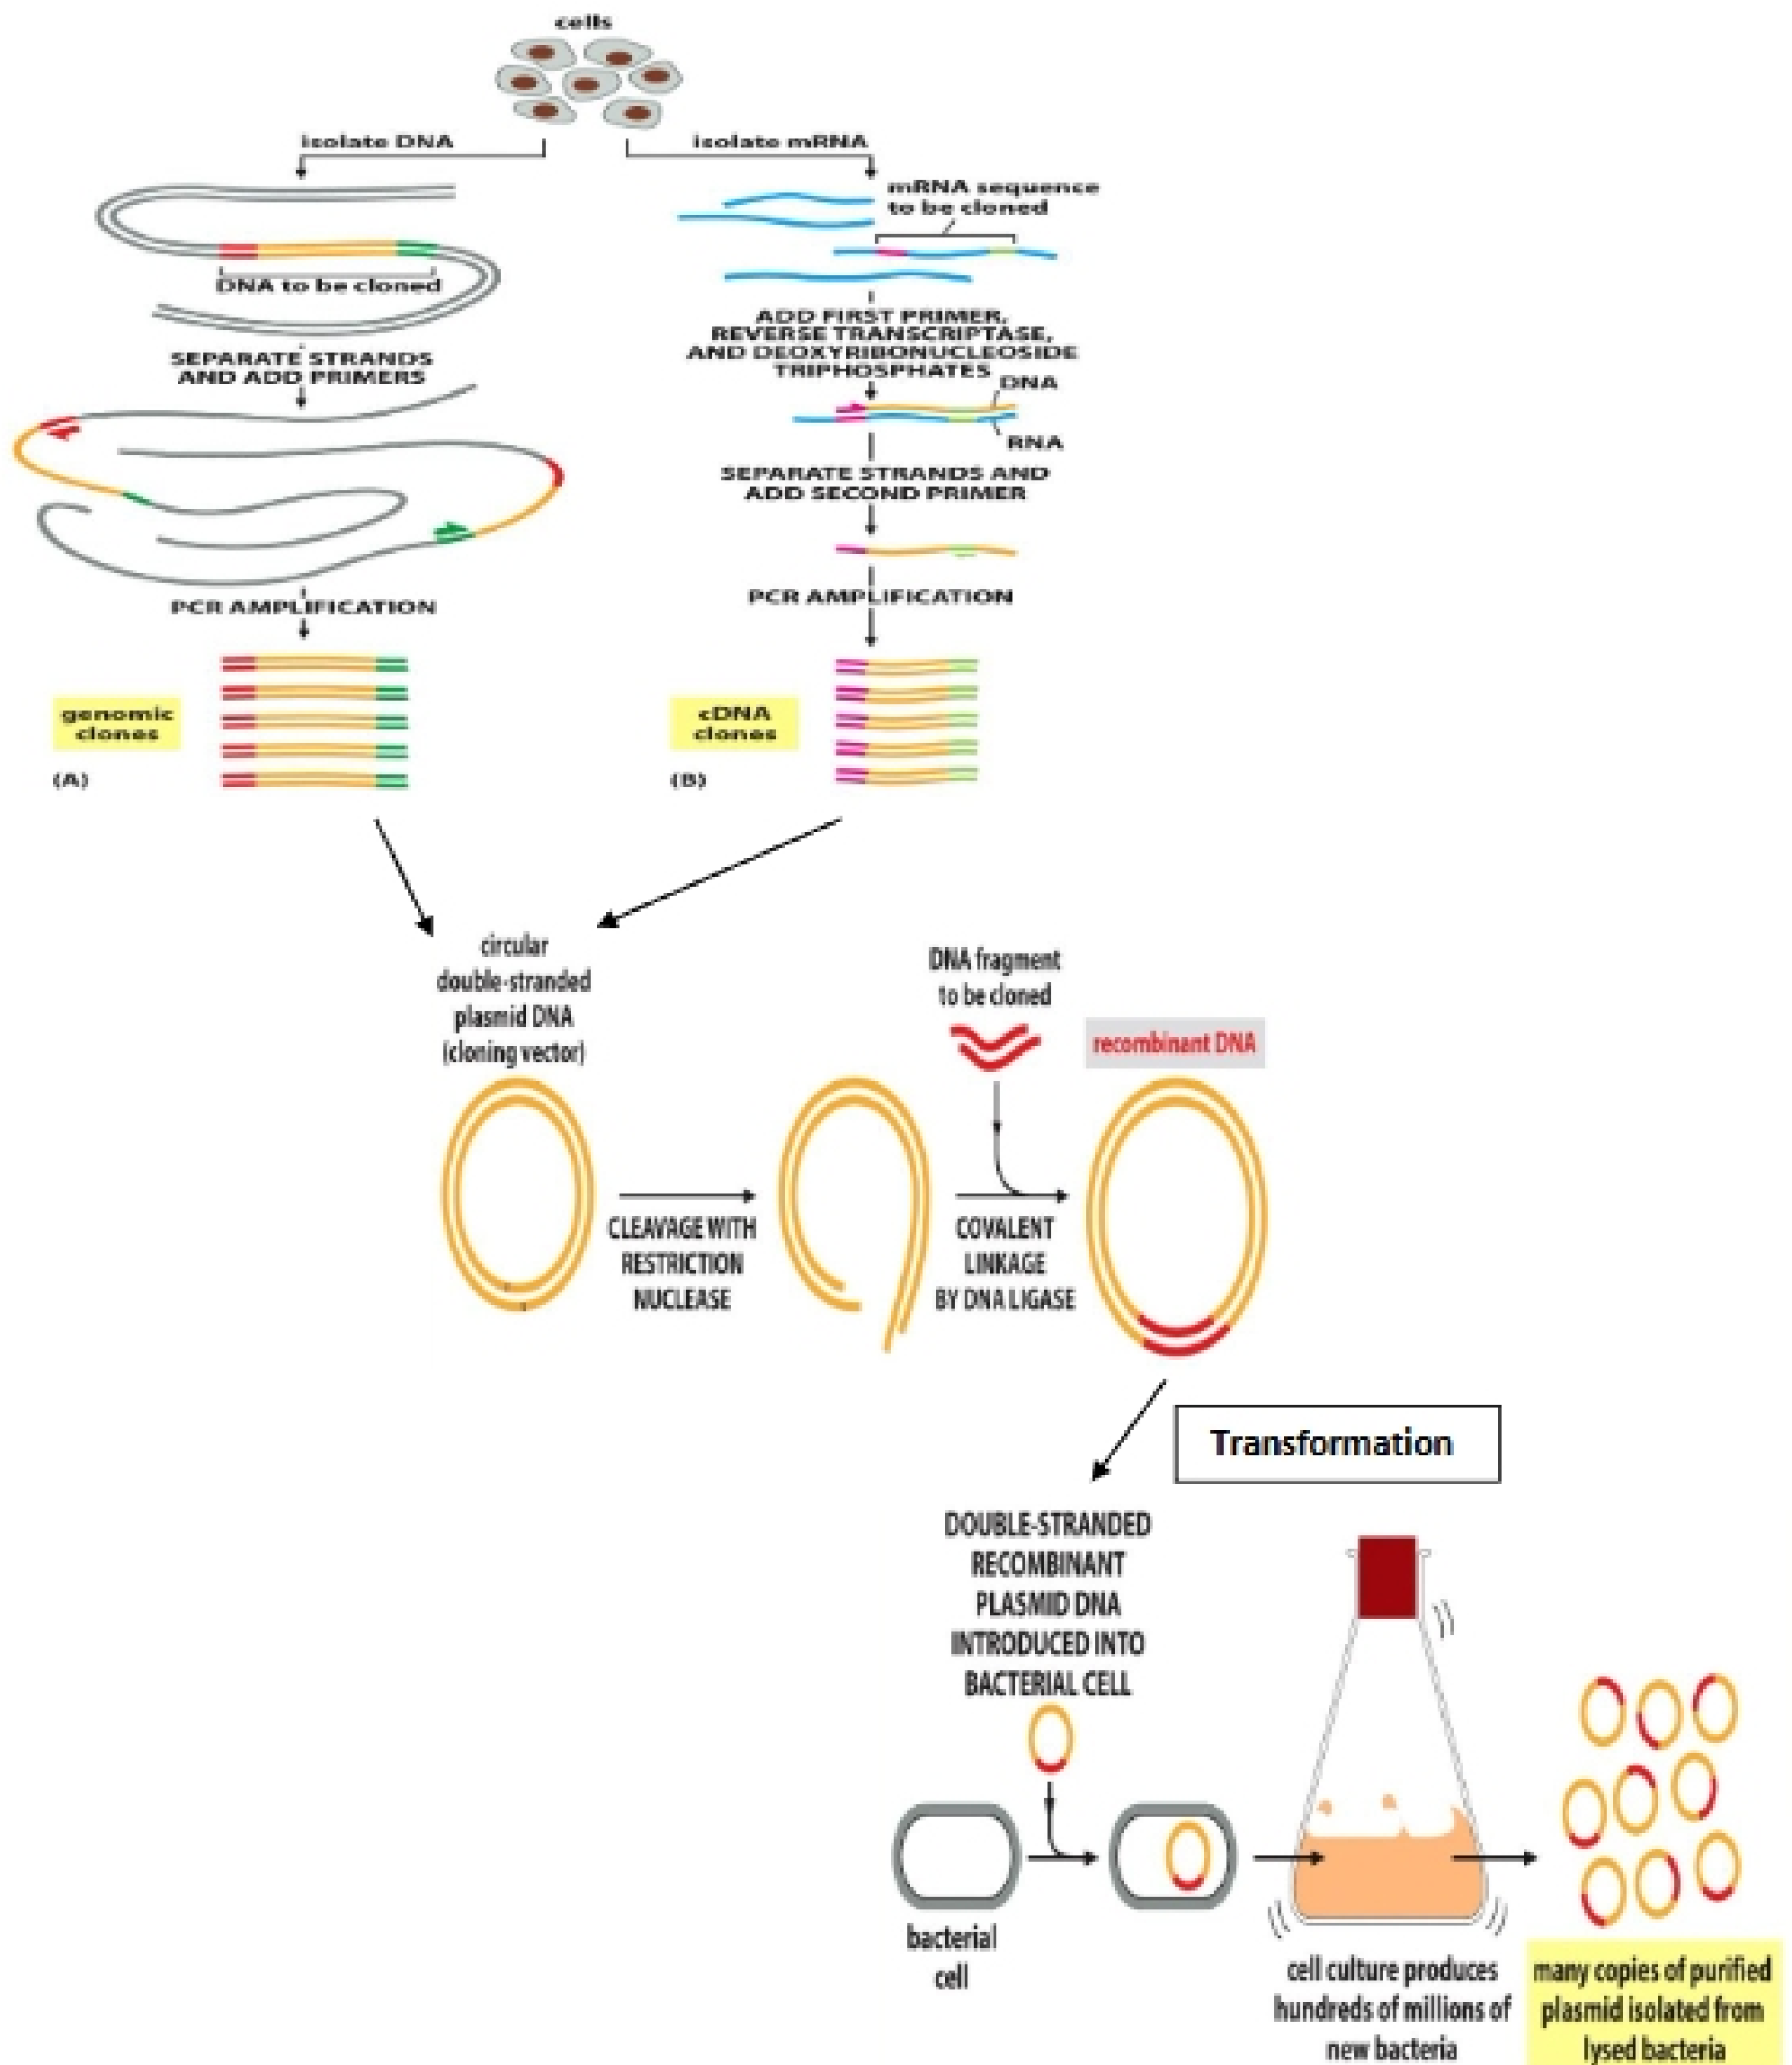 cells
isolate DNA
isolate mRNA
mRNA sequence
to be cloned
DNA to be cloned
SEPARATE STRANDS
AND ADD PRIMERS
ADD FIRST PRIMER,
REVERSE TRANSCRIPTASE,
AND DEOXYRIBONUCLEOSIDE
TRIPHOSPHATES
DNA
RNA
SEPARATE STRANDS AND
ADD SECOND PRIMER
PCR AMPLIFICATION
PCR AMPLIFICATION
genomic
clones
(A)
cDNA
clones
(B)
circular
double-stranded
plasmid DNA
(cloning vector)
DNA fragment
to be cloned
recombinant DNA
CLEAVAGE WITH
RESTRICTION
NUCLEASE
COVALENT
LINKAGE
BY DNA LIGASE
Transformation
DOUBLE-STRANDED
RECOMBINANT
PLASMID DNA
INTRODUCED INTO
BACTERIAL CELL
bacterial
cell
cell culture produces
hundreds of millions of
new bacteria
many copies of purified
plasmid isolated from
lysed bacteria